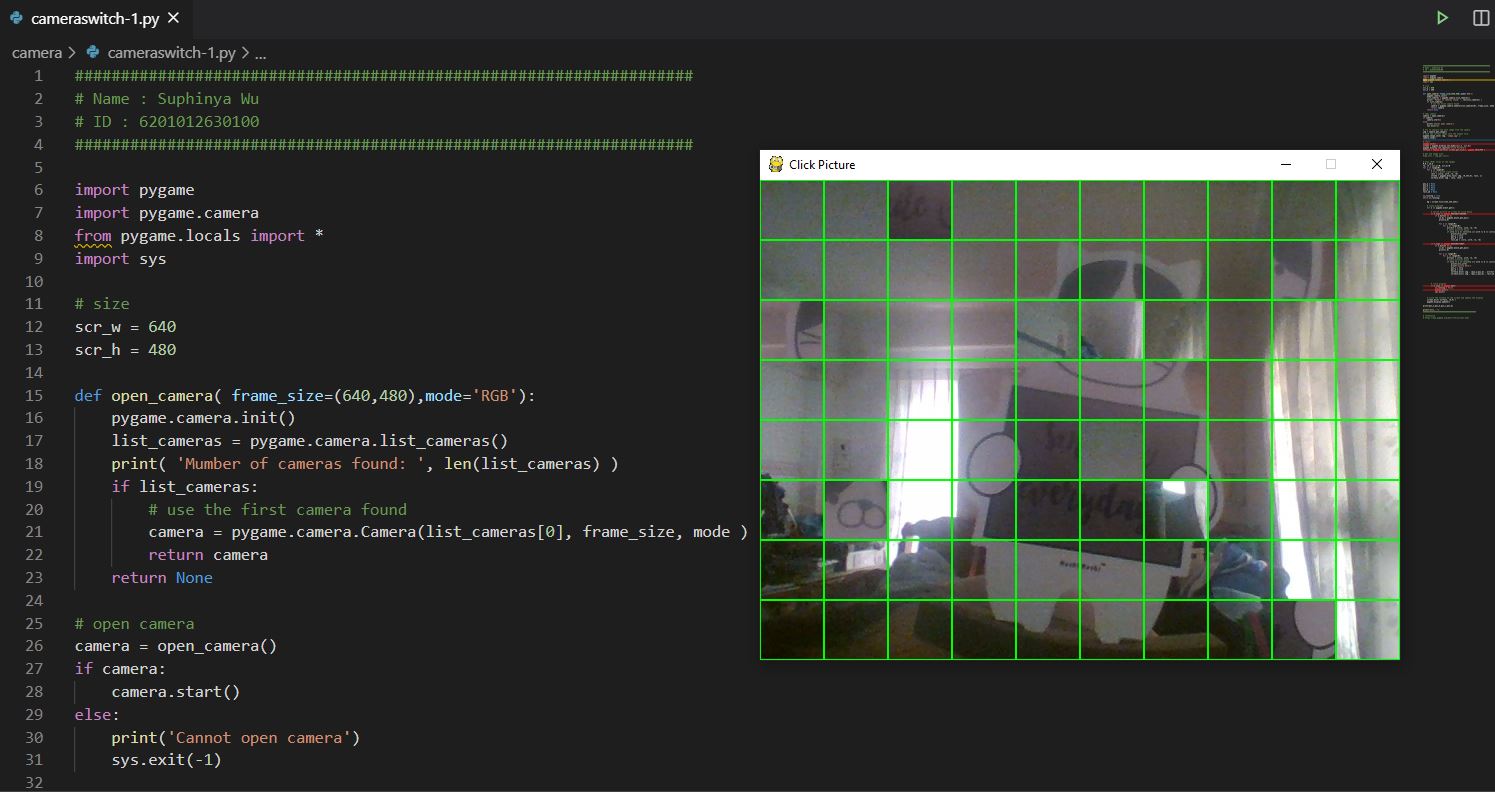 cameraswitch-1.py
camera > cameraswitch-1.py > ...
1 ###################################################################
2 # Name : Suphinya Wu
3 # ID : 6201012630100
4 ###################################################################
5
6 import pygame
7 import pygame.camera
8 from pygame.locals import *
9 import sys
10
11 # size
12 scr_w = 640
13 scr_h = 480
14
15 def open_camera( frame_size=(640,480),mode='RGB'):
16 pygame.camera.init()
17 list_cameras = pygame.camera.list_cameras()
18 print( 'Mumber of cameras found: ', len(list_cameras) )
19 if list_cameras:
20 # use the first camera found
21 camera = pygame.camera.Camera(list_cameras[0], frame_size, mode )
22 return camera
23 return None
24
25 # open camera
26 camera = open_camera()
27 if camera:
28 camera.start()
29 else:
30 print('Cannot open camera')
31 sys.exit(-1)
32
Click Picture
everyday